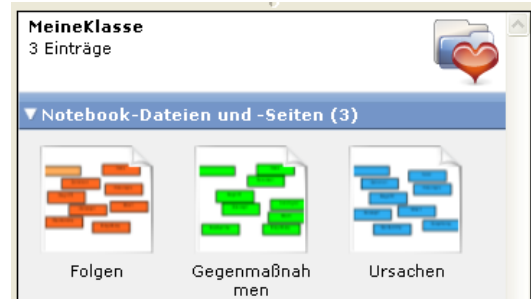 MeineKlasse
3 Einträge
Notebook-Dateien und -Seiten (3)
Folgen
Gegenmaßnah
men
Ursachen